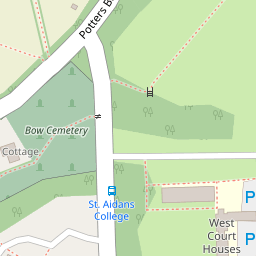 Potters B
Bow Cemetery
Cottage
St. Aidans
College
West
Court
Houses
P
P